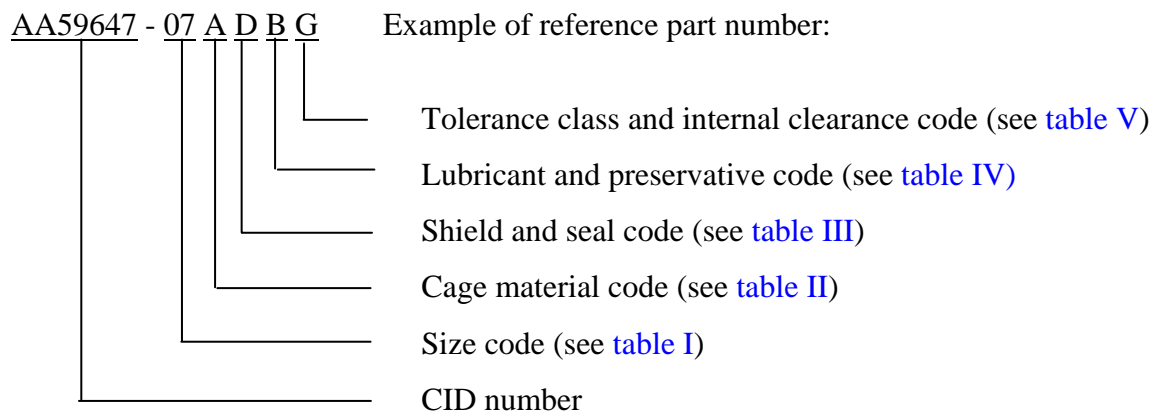 AA59647 - 07 A D B G Example of reference part number:
Tolerance class and internal clearance code (see table V)
Lubricant and preservative code (see table IV)
Shield and seal code (see table III)
Cage material code (see table II)
Size code (see table I)
CID number